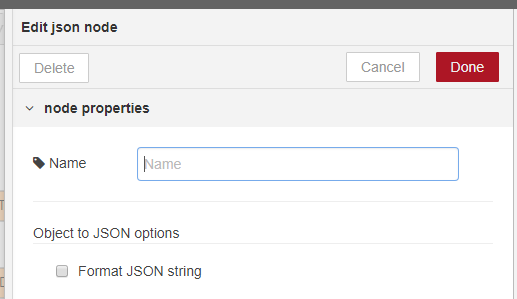 Edit json node
Delete
Cancel
Done
node properties
Name
Name
Object to JSON options
Format JSON string